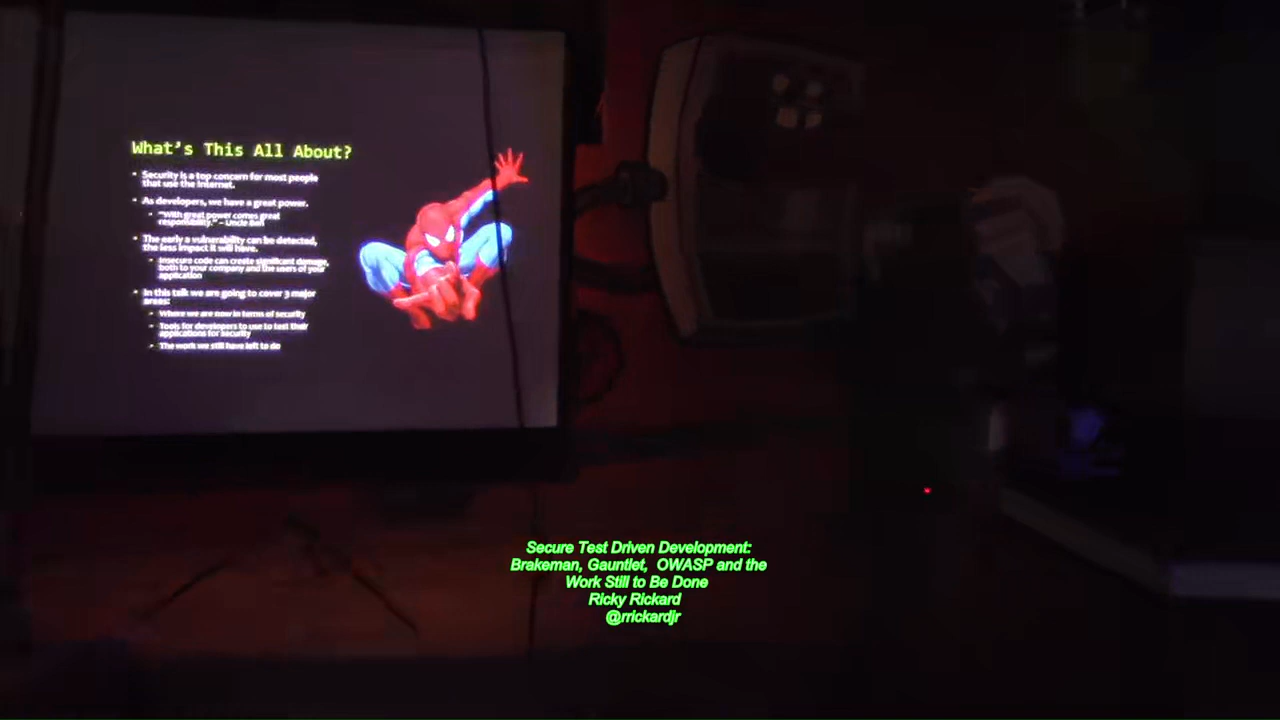 What's This All About?
Security is a top concern for most people
that use the Internet.
As developers, we have a great power.
"With great power comes great
responsibility." – Uncle Ben
The early a vulnerability can be detected,
the less impact it will have.
Insecure code can create significant damage,
both to your company and the users of your
application
In this talk we are going to cover 3 major
areas:
Where we are now in terms of security
Tools for developers to use to test their
applications for security
The work we still have left to do
Secure Test Driven Development:
Brakeman, Gauntlet, OWASP and the
Work Still to Be Done
Ricky Rickard
@rrickardjr